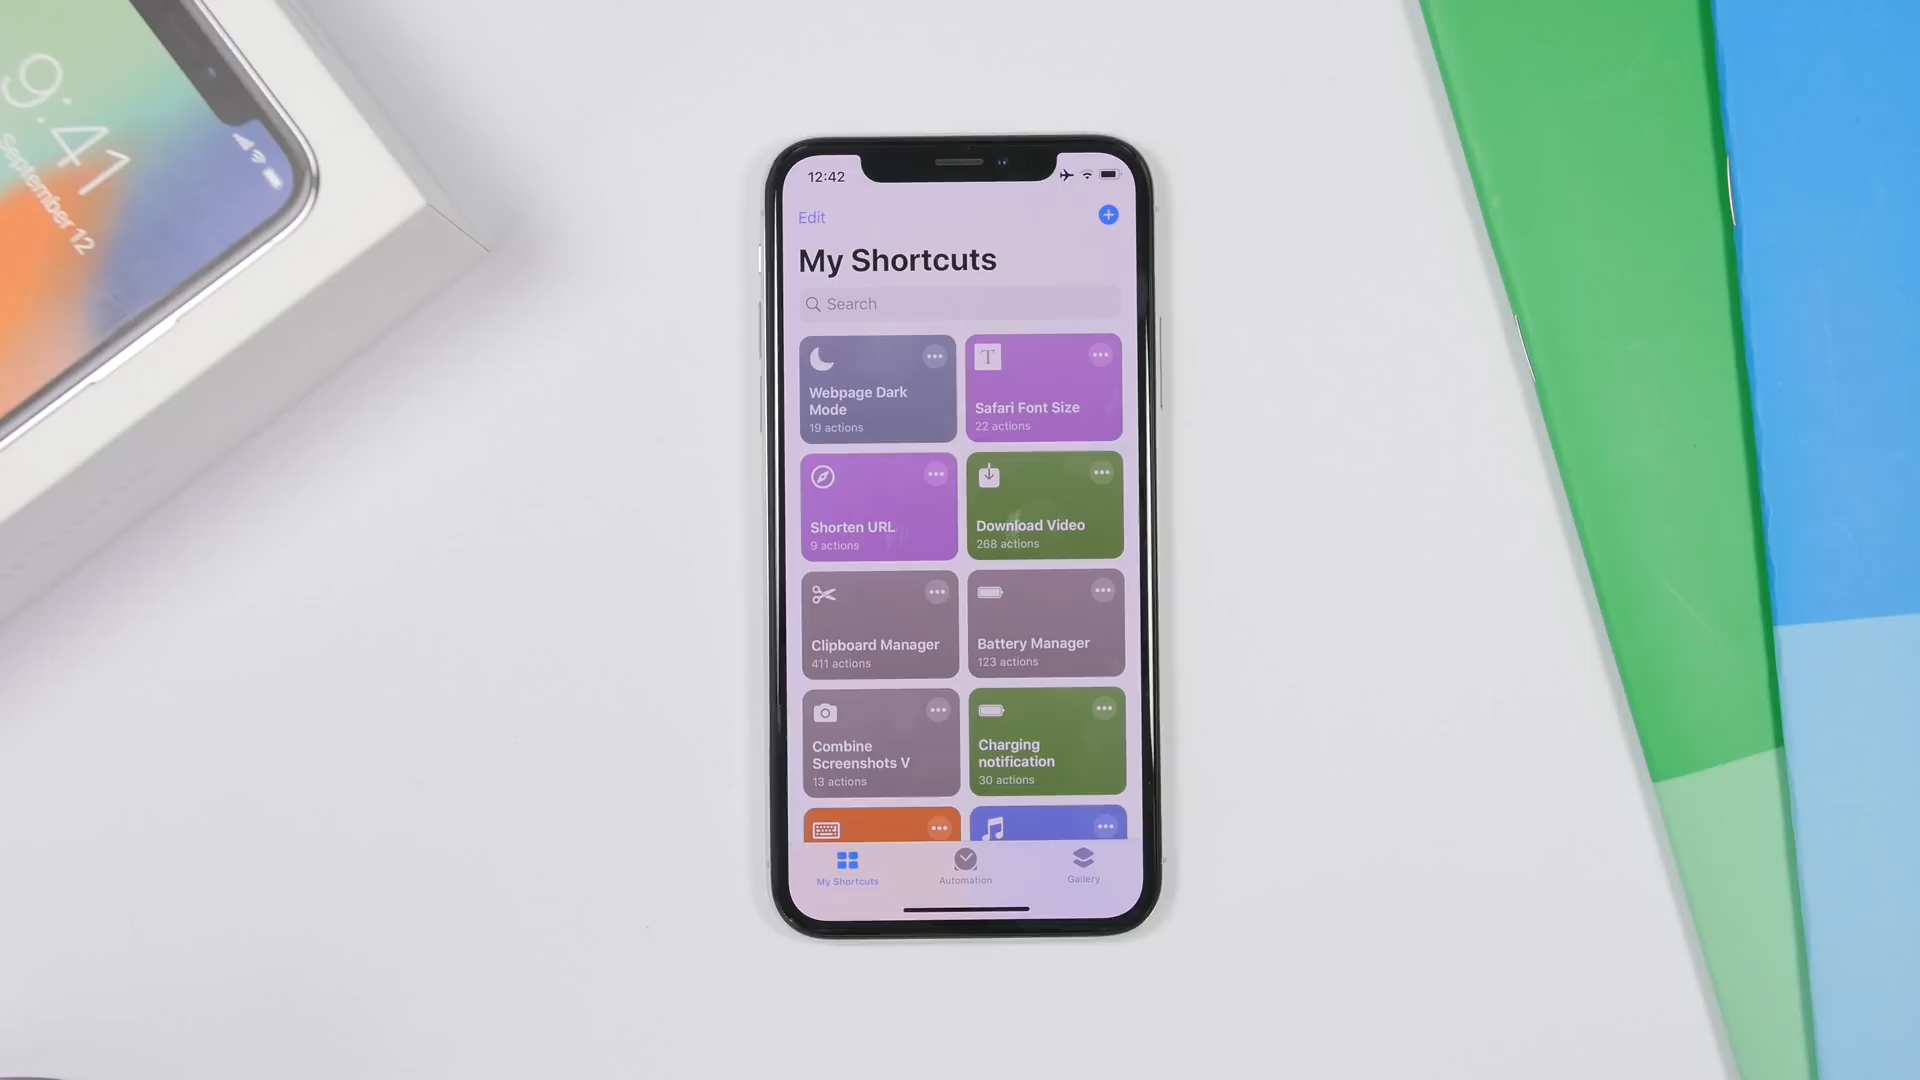 9:41
September 12
12:42
Edit
My Shortcuts
Search
Webpage Dark
Mode
19 actions
T
Safari Font Size
22 actions
Shorten URL
9 actions
Download Video
268 actions
Clipboard Manager
411 actions
Battery Manager
123 actions
Combine
Screenshots V
13 actions
Charging
notification
30 actions
My Shortcuts
Automation
Gallery